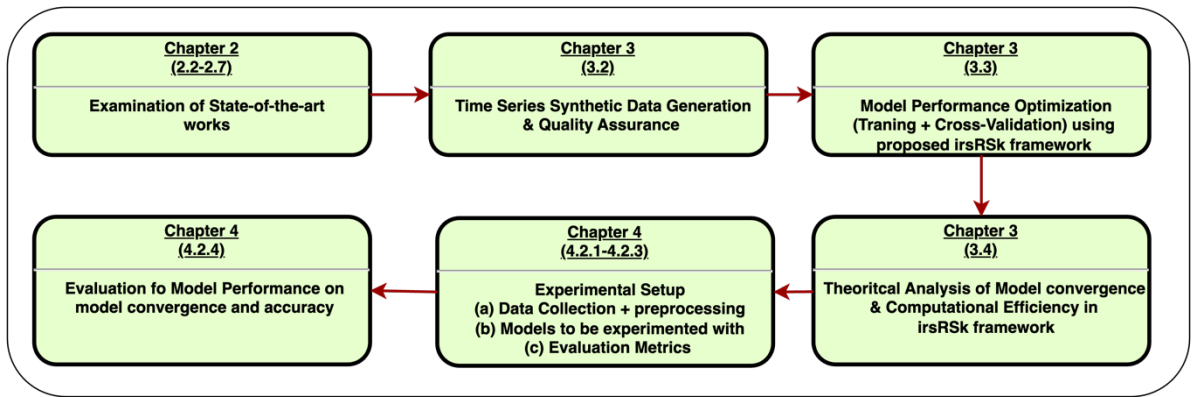 Chapter 2
(2.2-2.7)
Examination of State-of-the-art
works
Chapter 3
(3.2)
Time Series Synthetic Data Generation
& Quality Assurance
Chapter 3
(3.3)
Model Performance Optimization
(Traning + Cross-Validation) using
proposed irsRSk framework
Chapter 3
(3.4)
Theoritcal Analysis of Model convergence
& Computational Efficiency in
irsRSk framework
Chapter 4
(4.2.1-4.2.3)
Experimental Setup
(a) Data Collection + preprocessing
(b) Models to be experimented with
(c) Evaluation Metrics
Chapter 4
(4.2.4)
Evaluation fo Model Performance on
model convergence and accuracy